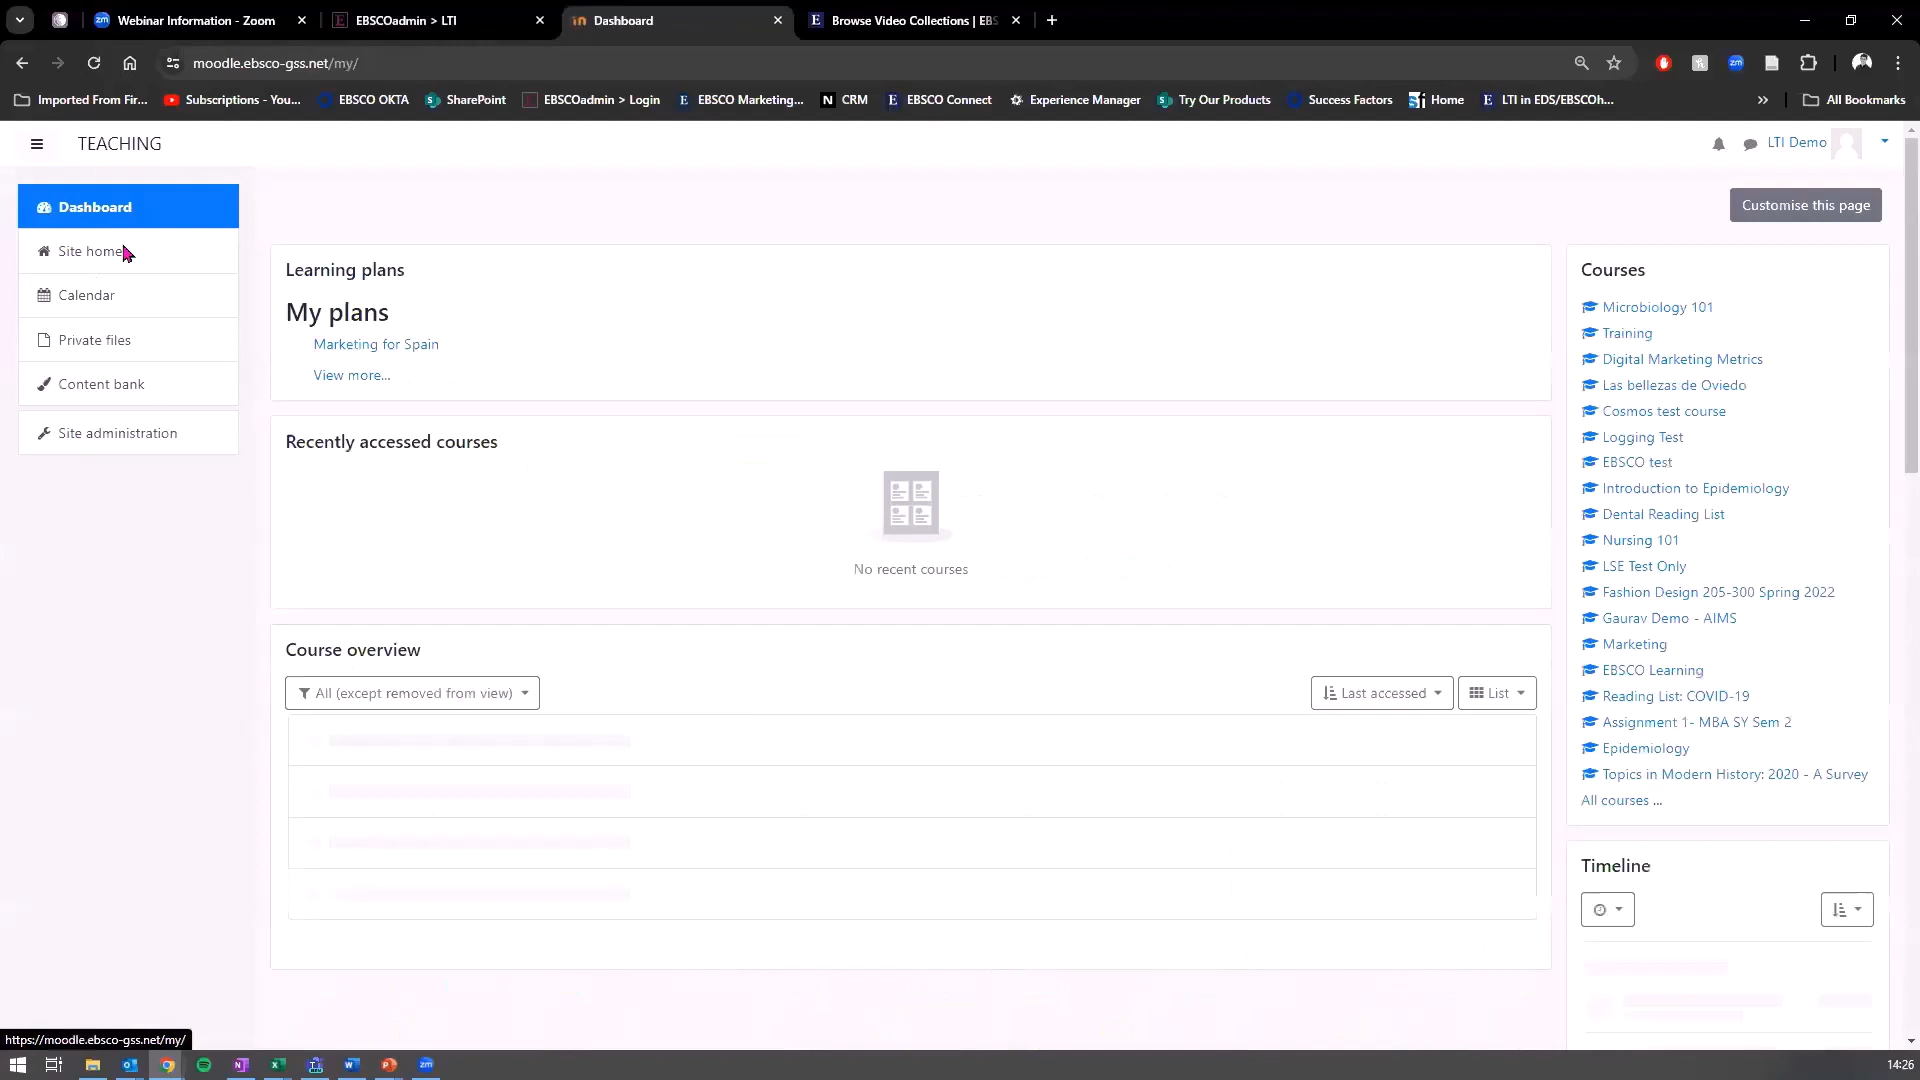 Webinar Information - Zoom
EBSCOadmin > LTI
Dashboard
Browse Video Collections | EBS
moodle.ebsco-gss.net/my/
Imported From Fir...
Subscriptions - You...
EBSCO OKTA
SharePoint
EBSCOadmin > Login
EBSCO Marketing...
CRM
EBSCO Connect
Experience Manager
Try Our Products
Success Factors
Home
LTI in EDS/EBSCOh...
All Bookmarks
TEACHING
LTI Demo
Dashboard
Site home
Calendar
Private files
Content bank
Site administration
Customise this page
Learning plans
My plans
Marketing for Spain
View more...
Recently accessed courses
No recent courses
Course overview
All (except removed from view)
Last accessed
List
Courses
Microbiology 101
Training
Digital Marketing Metrics
Las bellezas de Oviedo
Cosmos test course
Logging Test
EBSCO test
Introduction to Epidemiology
Dental Reading List
Nursing 101
LSE Test Only
Fashion Design 205-300 Spring 2022
Gaurav Demo - AIMS
Marketing
EBSCO Learning
Reading List: COVID-19
Assignment 1- MBA SY Sem 2
Epidemiology
Topics in Modern History: 2020 - A Survey
All courses ...
Timeline
https://moodle.ebsco-gss.net/my/
14:26